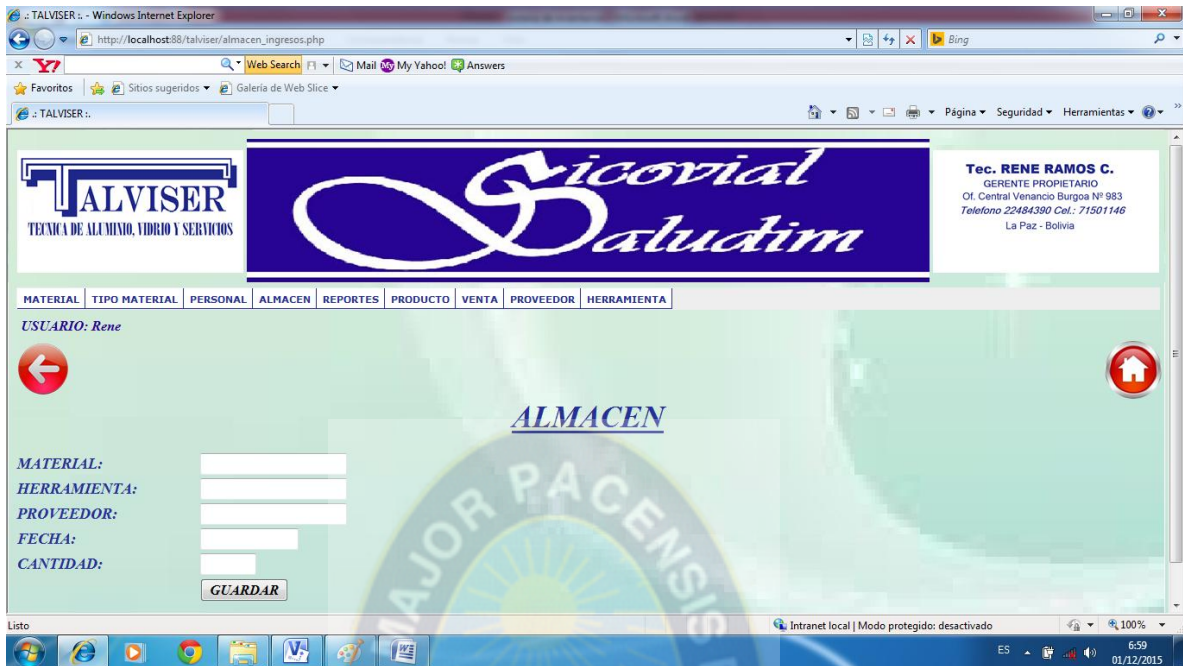 .: TALVISER :. - Windows Internet Explorer
http://localhost:88/talviser/almacen_ingresos.php
Bing
Web Search
Mail My Yahoo! Answers
Favoritos Sitios sugeridos Galería de Web Slice
.: TALVISER :.
Página Seguridad Herramientas
TALVISER
TECNICA DE ALUMINIO, VIDRIO Y SERVICIOS
Sicovial
Saludim
Tec. RENE RAMOS C.
GERENTE PROPIETARIO
Of. Central Venancio Burgoa Nº 983
Telefono 22484390 Cel.: 71501146
La Paz - Bolivia
MATERIAL TIPO MATERIAL PERSONAL ALMACEN REPORTES PRODUCTO VENTA PROVEEDOR HERRAMIENTA
USUARIO: Rene
ALMACEN
MATERIAL:
HERRAMIENTA:
PROVEEDOR:
FECHA:
CANTIDAD:
GUARDAR
MAJOR PACENSIS
Listo
Intranet local | Modo protegido: desactivado
100%
ES
6:59
01/12/2015